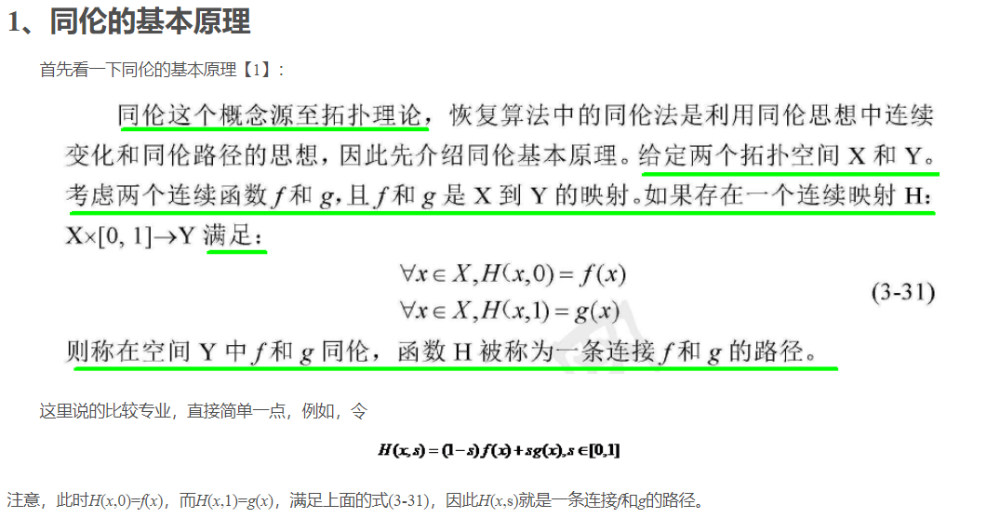 1、同伦的基本原理
首先看一下同伦的基本原理【1】：
同伦这个概念源至拓扑理论，恢复算法中的同伦法是利用同伦思想中连续
变化和同伦路径的思想，因此先介绍同伦基本原理。给定两个拓扑空间 X 和 Y。
考虑两个连续函数 f 和 g，且 f 和 g 是 X 到 Y 的映射。如果存在一个连续映射 H：
X×[0, 1]→Y 满足：
∀x∈X,H(x,0)=f(x)
∀x∈X,H(x,1)=g(x)
(3-31)
则称在空间 Y 中 f 和 g 同伦，函数 H 被称为一条连接 f 和 g 的路径。
这里说的比较专业，直接简单一点，例如，令
H(x,s)=(1-s)f(x)+sg(x),s∈[0,1]
注意，此时H(x,0)=f(x)，而H(x,1)=g(x)，满足上面的式(3-31)，因此H(x,s)就是一条连接f和g的路径。